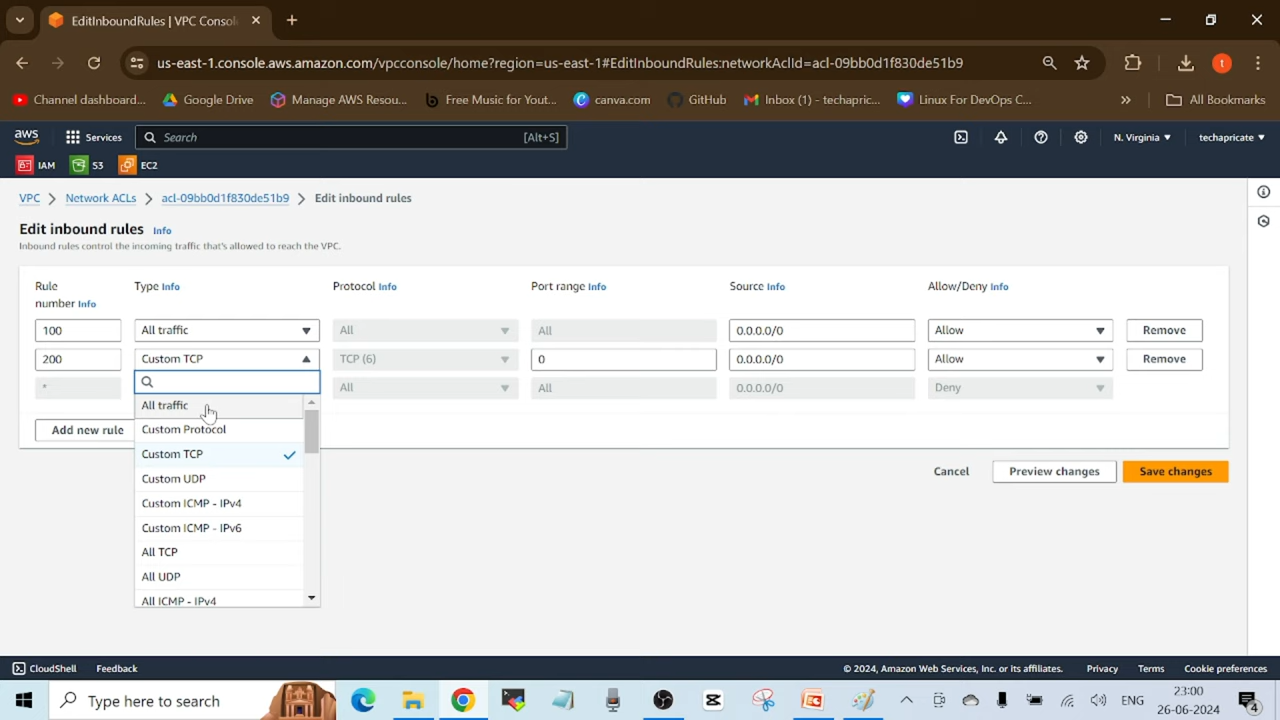 EditInboundRules | VPC Consol
us-east-1.console.aws.amazon.com/vpcconsole/home?region=us-east-1#EditInboundRules:networkAclId=acl-09bb0d1f830de51b9
t
Channel dashboard...
Google Drive
Manage AWS Resou...
Free Music for Yout...
canva.com
GitHub
Inbox (1) - techapric...
Linux For DevOps C...
All Bookmarks
aws
Services
Search
[Alt+S]
N. Virginia
techapricate
IAM
S3
EC2
VPC
Network ACLs
acl-09bb0d1f830de51b9
Edit inbound rules
Edit inbound rules Info
Inbound rules control the incoming traffic that's allowed to reach the VPC.
Rule number Info
Type Info
Protocol Info
Port range Info
Source Info
Allow/Deny Info
100 All traffic All All 0.0.0.0/0 Allow Remove
200 Custom TCP TCP (6) 0 0.0.0.0/0 Allow Remove
* All All 0.0.0.0/0 Deny
All traffic
Custom Protocol
Custom TCP
Custom UDP
Custom ICMP - IPv4
Custom ICMP - IPv6
All TCP
All UDP
All ICMP - IPv4
Add new rule
Cancel
Preview changes
Save changes
CloudShell
Feedback
© 2024, Amazon Web Services, Inc. or its affiliates.
Privacy
Terms
Cookie preferences
Type here to search
ENG
23:00
26-06-2024
4